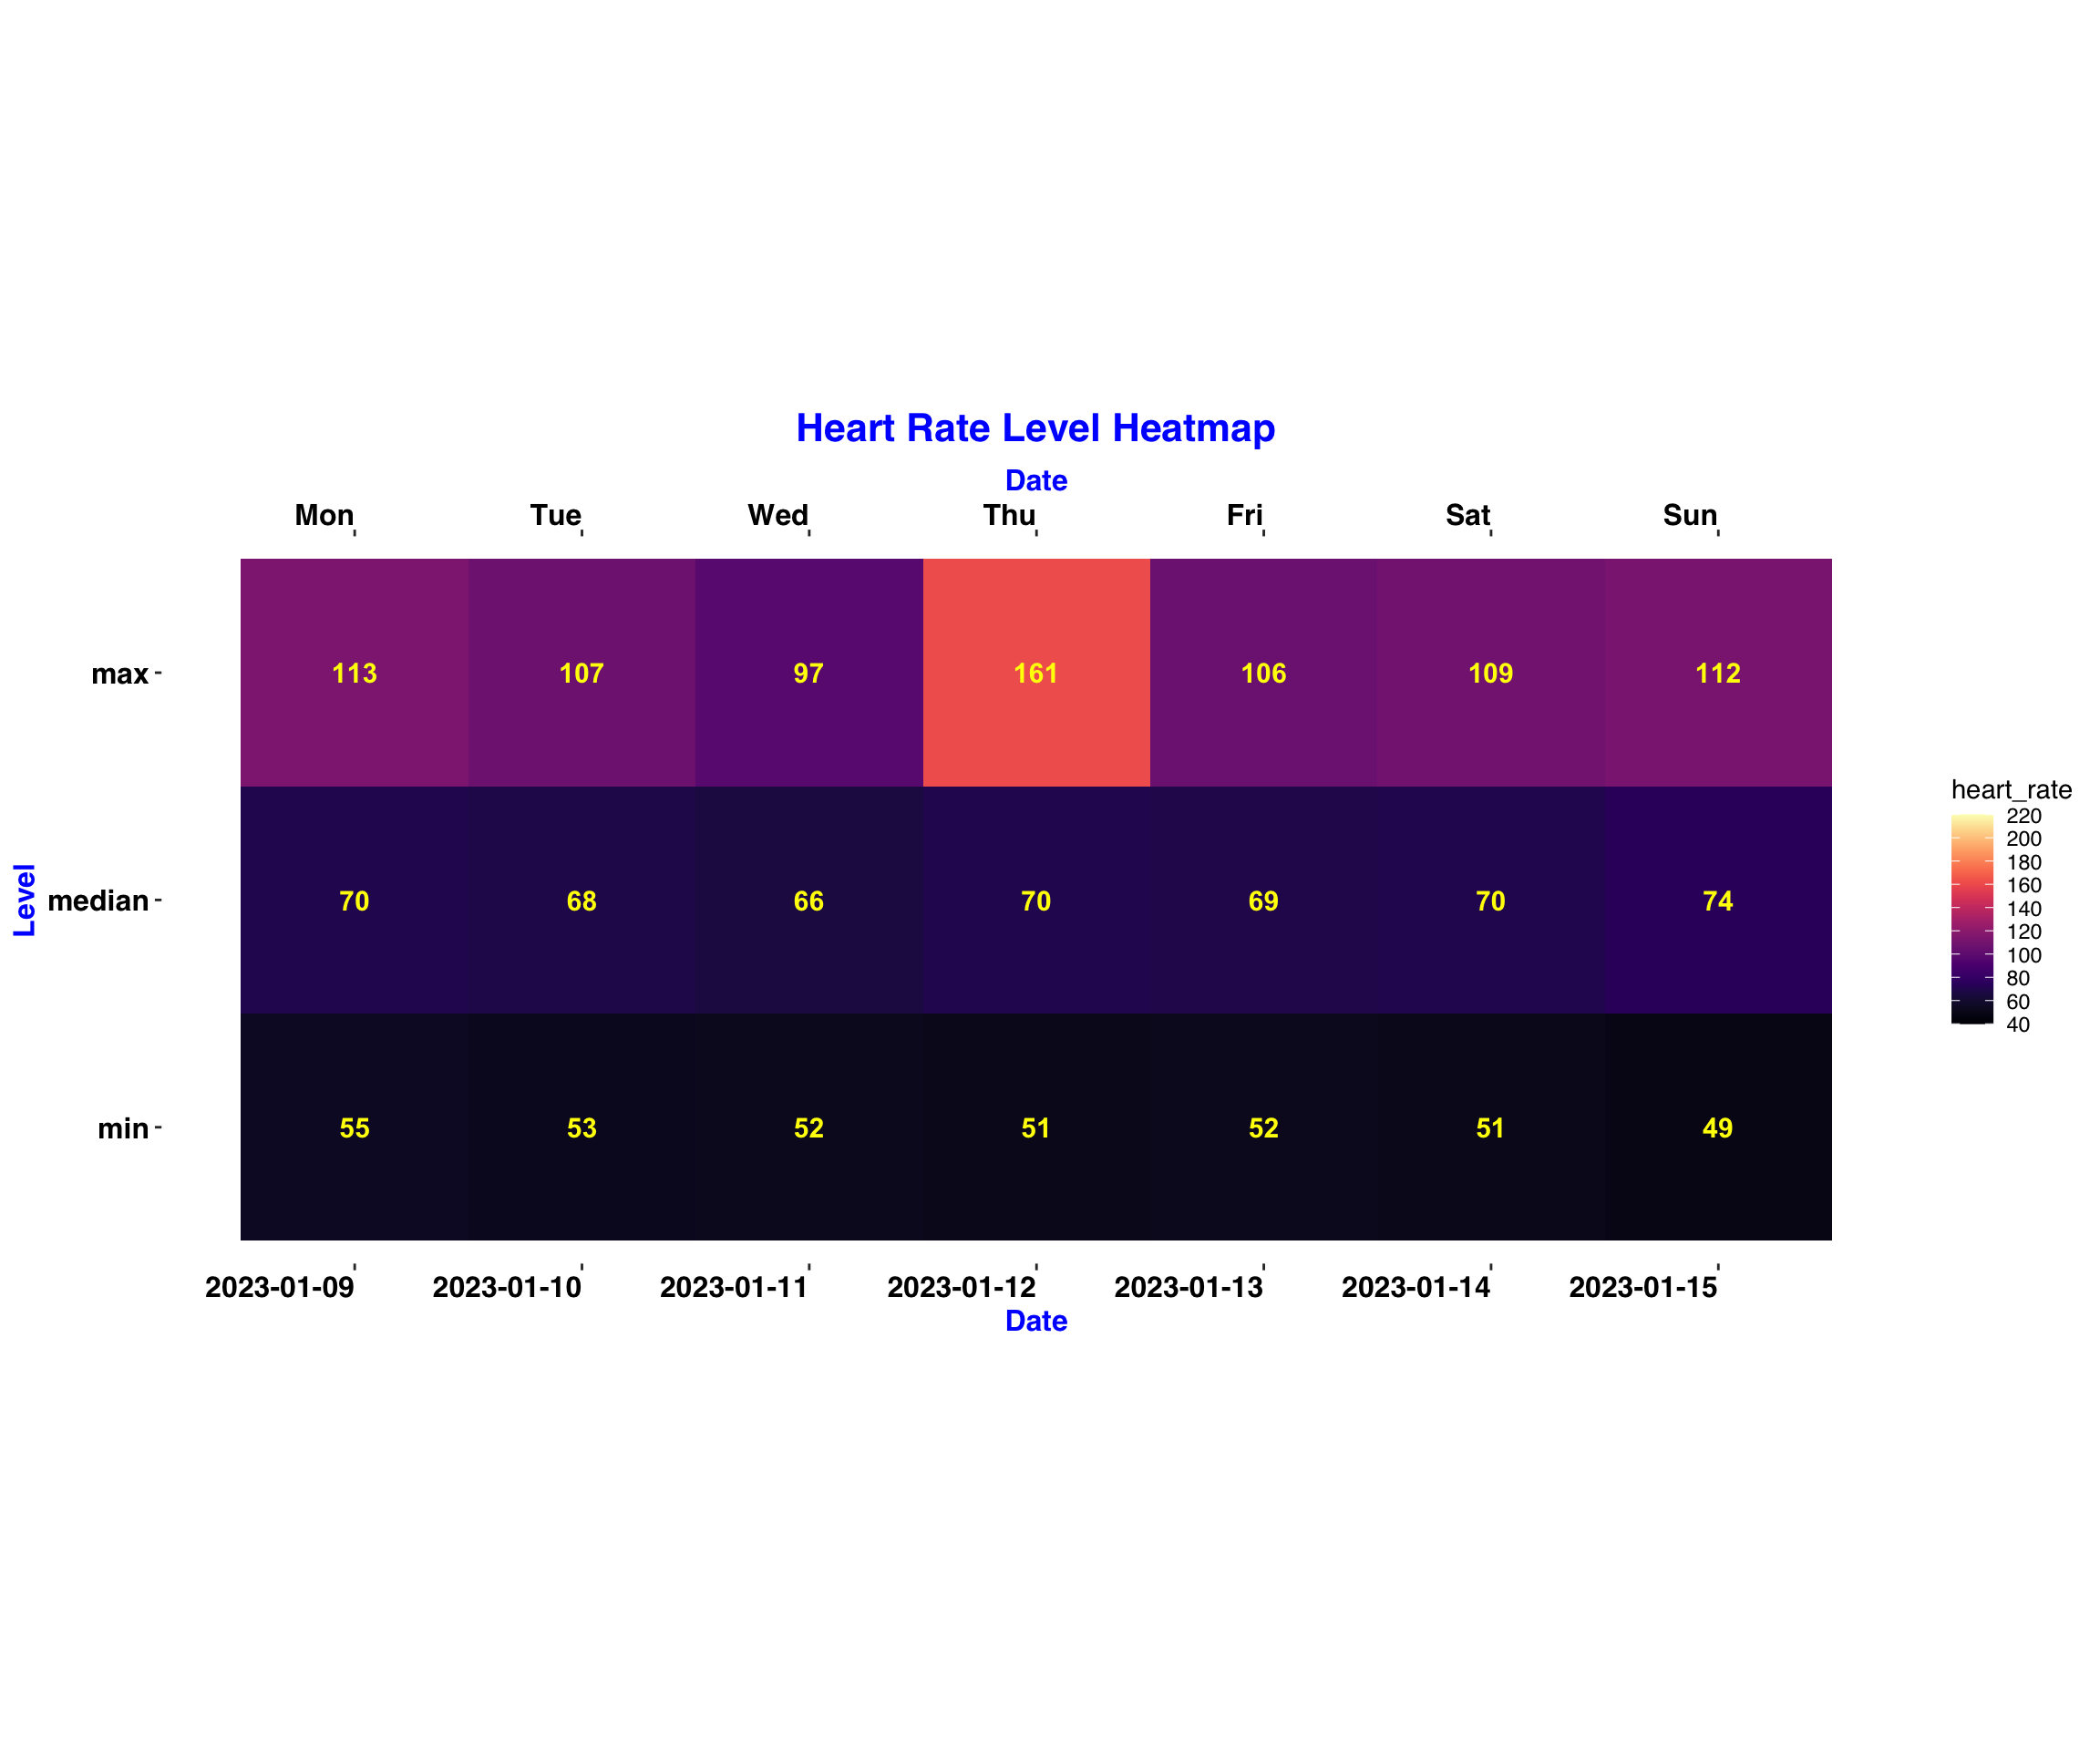 Heart Rate Level Heatmap
Date
Mon Tue Wed Thu Fri Sat Sun
max 113 107 97 161 106 109 112
Level
median 70 68 66 70 69 70 74
min 55 53 52 51 52 51 49
2023-01-09 2023-01-10 2023-01-11 2023-01-12 2023-01-13 2023-01-14 2023-01-15
Date
heart_rate
220
200
180
160
140
120
100
80
60
40